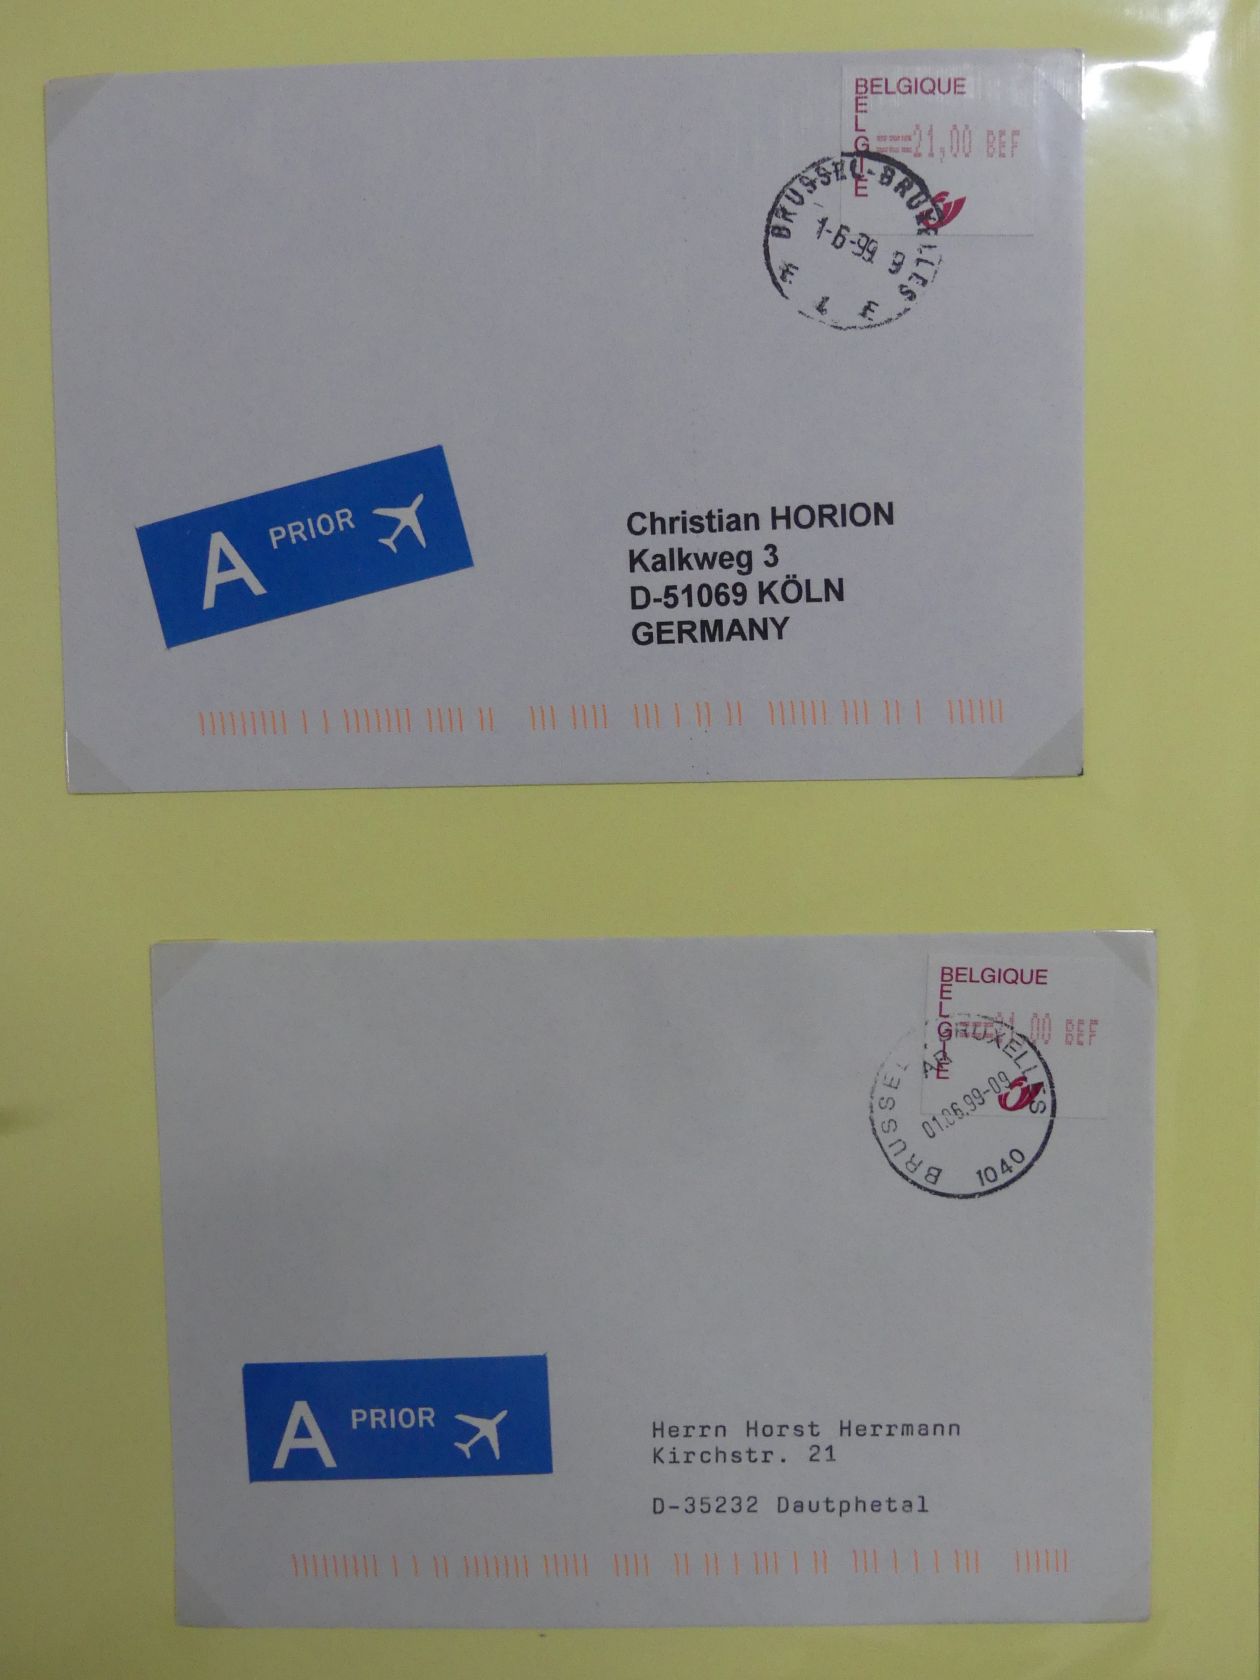 BELGIQUE
BELGIE
21,00 BEF
BRUSSEL-BRUXELLES
1-6-99 9
E 1 E
A PRIOR
Christian HORION
Kalkweg 3
D-51069 KÖLN
GERMANY
BELGIQUE
BELGIE
21,00 BEF
BRUSSEL BRUXELLES
01.06.99-09
1040
A PRIOR
Herrn Horst Herrmann
Kirchstr. 21
D-35232 Dautphetal